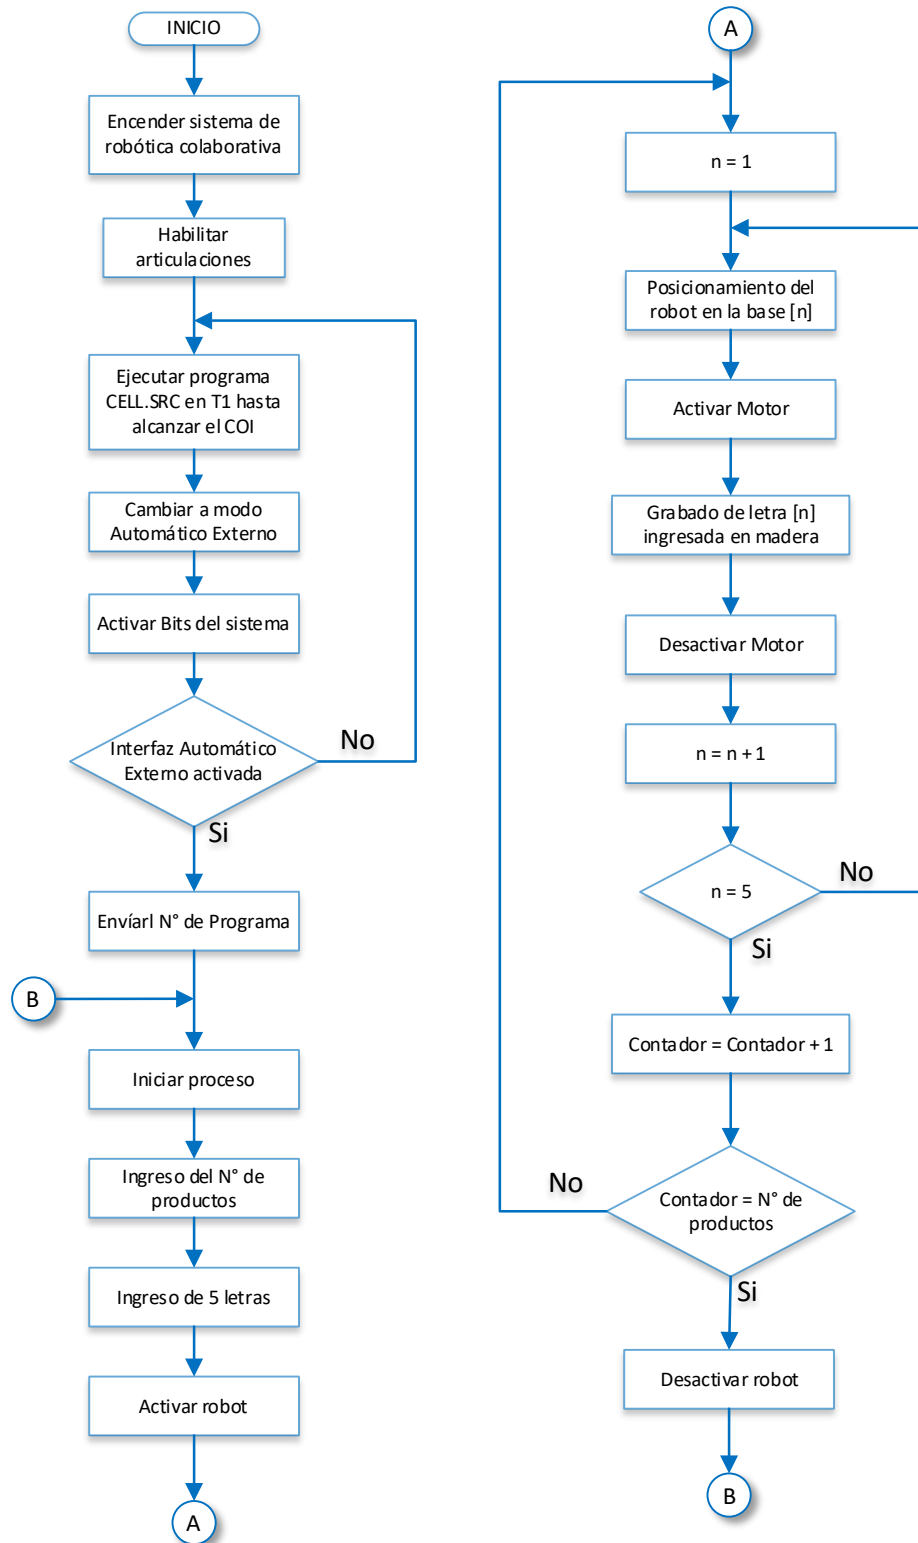 INICIO
Encender sistema de
robótica colaborativa
Habilitar
articulaciones
Ejecutar programa
CELL.SRC en T1 hasta
alcanzar el COI
Cambiar a modo
Automático Externo
Activar Bits del sistema
Interfaz Automático
Externo activada
No
Si
Envíarl N° de Programa
B
Iniciar proceso
Ingreso del N° de
productos
Ingreso de 5 letras
Activar robot
A
A
n = 1
Posicionamiento del
robot en la base [n]
Activar Motor
Grabado de letra [n]
ingresada en madera
Desactivar Motor
n = n + 1
n = 5
No
Si
Contador = Contador + 1
Contador = N° de
productos
No
Si
Desactivar robot
B